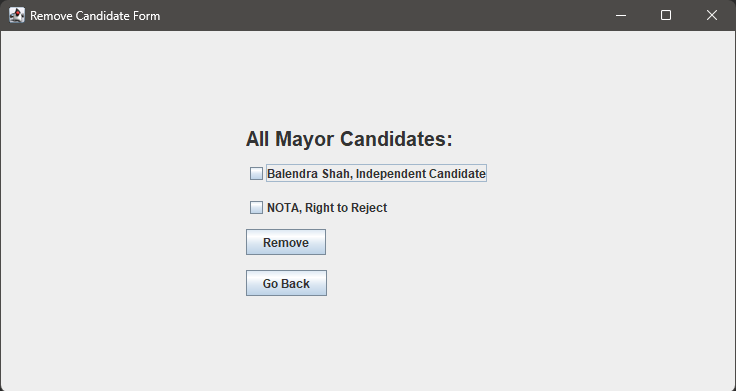 Remove Candidate Form
All Mayor Candidates:
Balendra Shah, Independent Candidate
NOTA, Right to Reject
Remove
Go Back